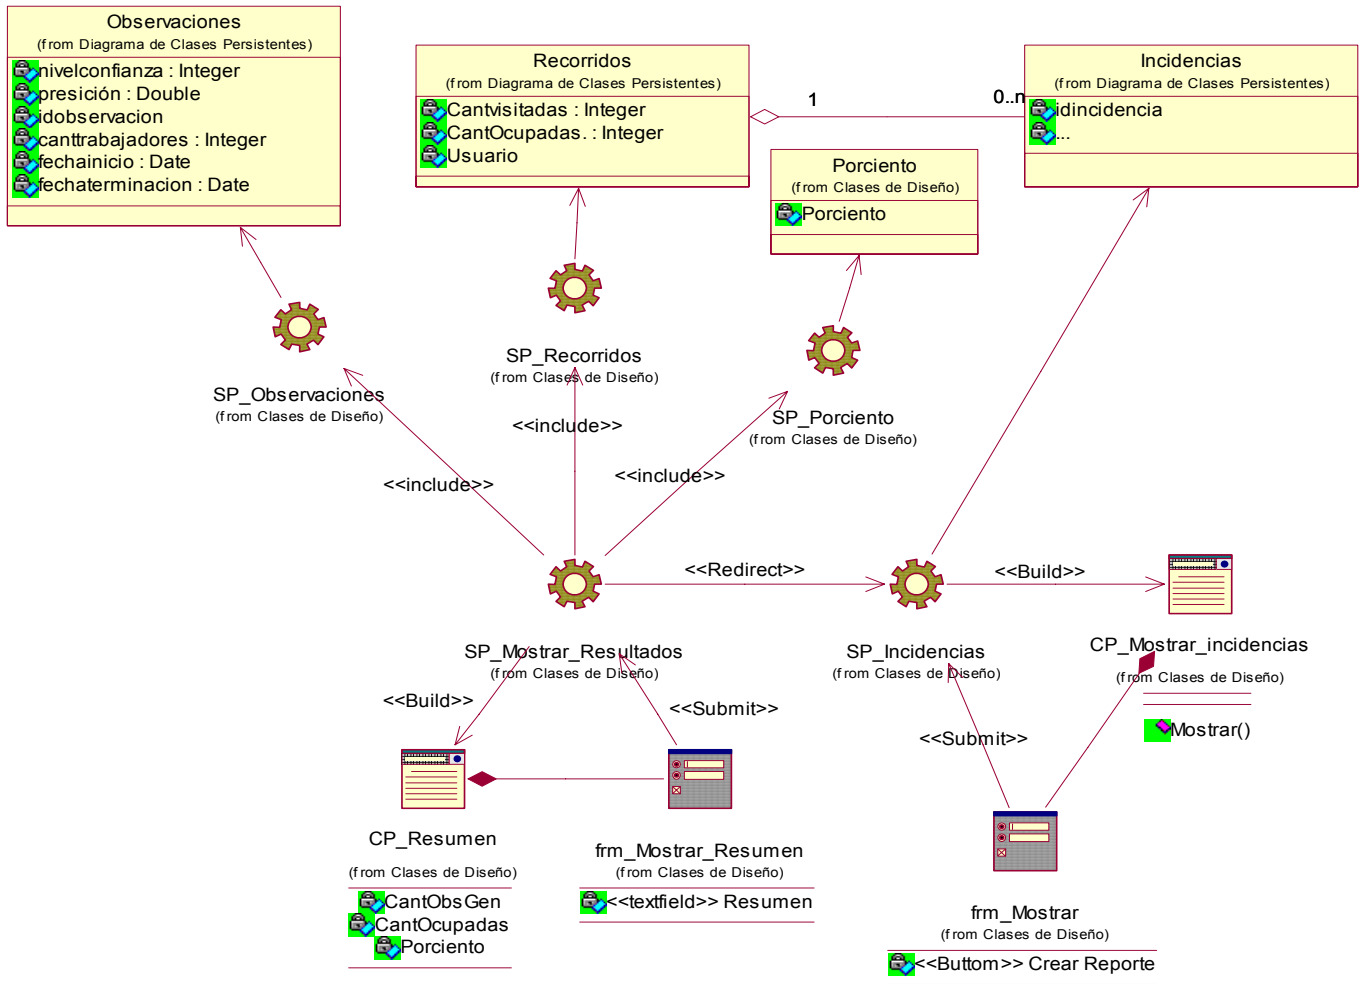 Observaciones
(from Diagrama de Clases Persistentes)
nivelconfianza : Integer
presición : Double
idobservacion
canttrabajadores : Integer
fechainicio : Date
fechaterminacion : Date
Recorridos
(from Diagrama de Clases Persistentes)
Cantvisitadas : Integer
CantOcupadas. : Integer
Usuario
1
0..n
Incidencias
(from Diagrama de Clases Persistentes)
idincidencia
...
Porciento
(from Clases de Diseño)
Porciento
SP_Observaciones
(from Clases de Diseño)
SP_Recorridos
(from Clases de Diseño)
SP_Porciento
(from Clases de Diseño)
<<include>>
<<include>>
<<include>>
<<Redirect>>
<<Build>>
SP_Mostrar_Resultados
(from Clases de Diseño)
SP_Incidencias
(from Clases de Diseño)
CP_Mostrar_incidencias
(from Clases de Diseño)
Mostrar()
<<Build>>
<<Submit>>
<<Submit>>
CP_Resumen
(from Clases de Diseño)
CantObsGen
CantOcupadas
Porciento
frm_Mostrar_Resumen
(from Clases de Diseño)
<<textfield>> Resumen
frm_Mostrar
(from Clases de Diseño)
<<Buttom>> Crear Reporte